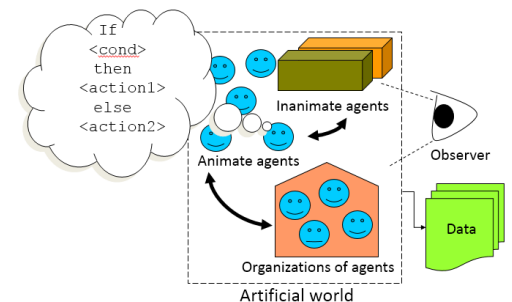 If
<cond>
then
<action1>
else
<action2>
Inanimate agents
Animate agents
Observer
Data
Organizations of agents
Artificial world